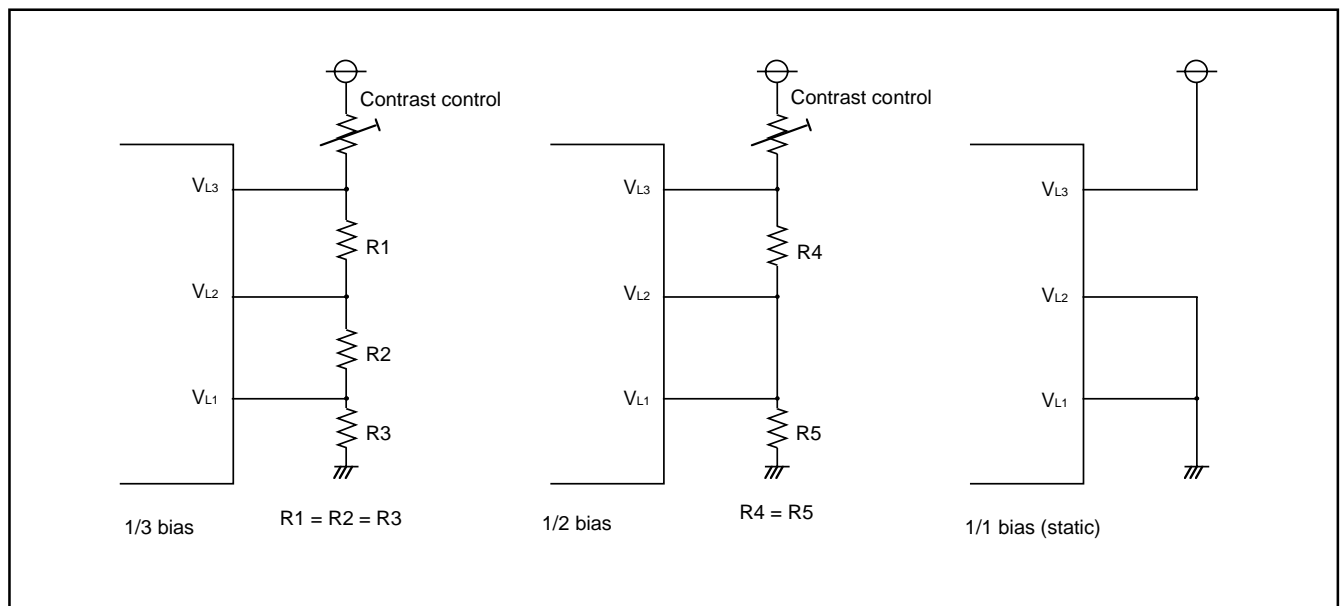 Contrast control
VL3
R1
VL2
R2
VL1
R3
1/3 bias
R1 = R2 = R3
Contrast control
VL3
R4
VL2
VL1
R5
1/2 bias
R4 = R5
VL3
VL2
VL1
1/1 bias (static)